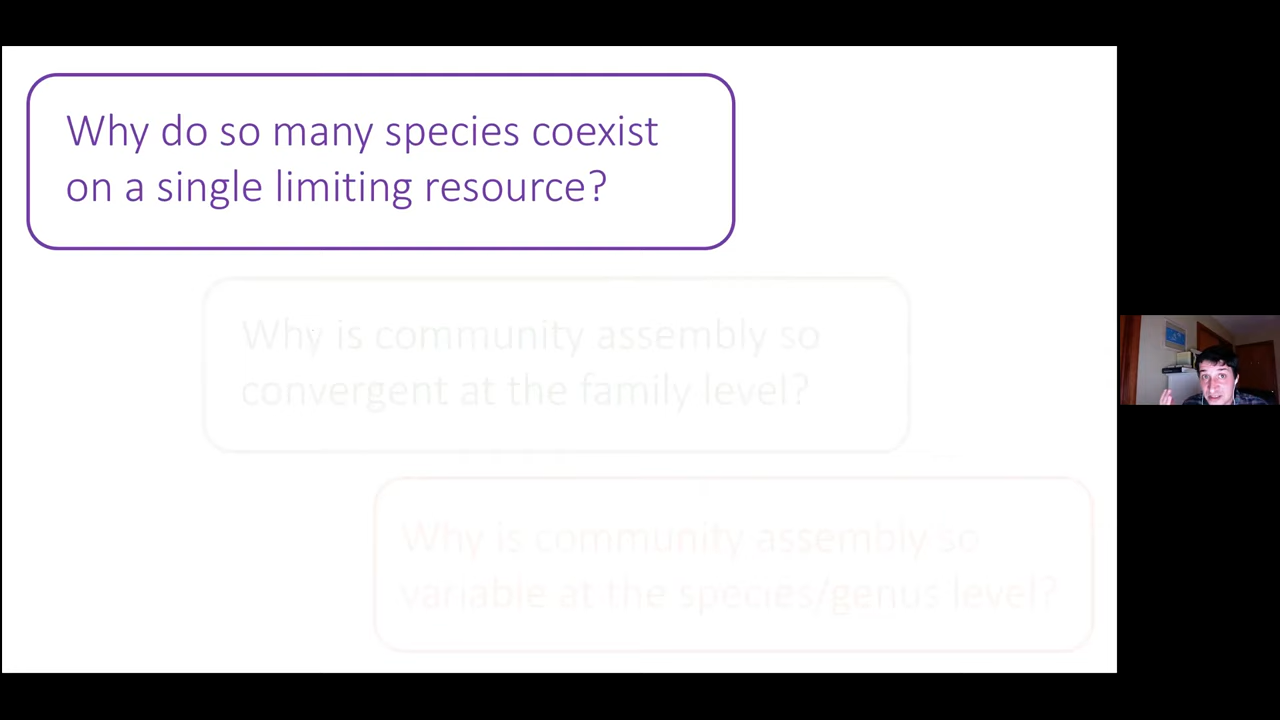 Why do so many species coexist
on a single limiting resource?
Why is community assembly so
convergent at the family level?
Why is community assembly so
variable at the species/genus level?